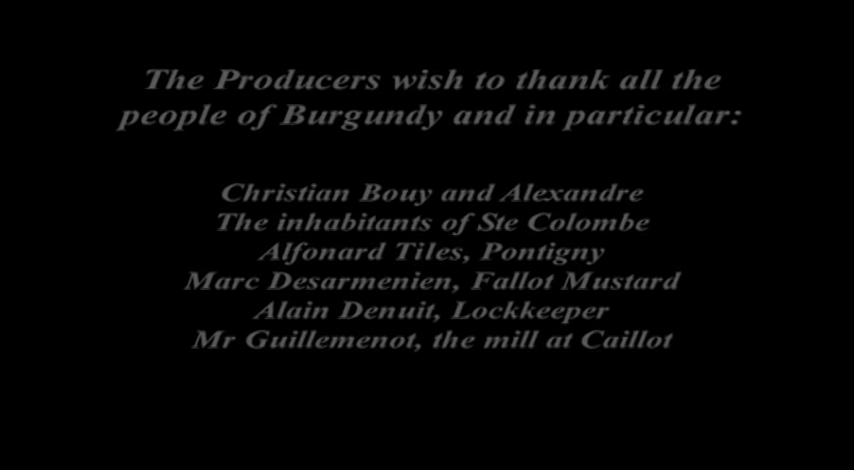 The Producers wish to thank all the
people of Burgundy and in particular:
Christian Bouy and Alexandre
The inhabitants of Ste Colombe
Alfonard Tiles, Pontigny
Marc Desarmenien, Fallot Mustard
Alain Denuit, Lockkeeper
Mr Guillemenot, the mill at Caillot